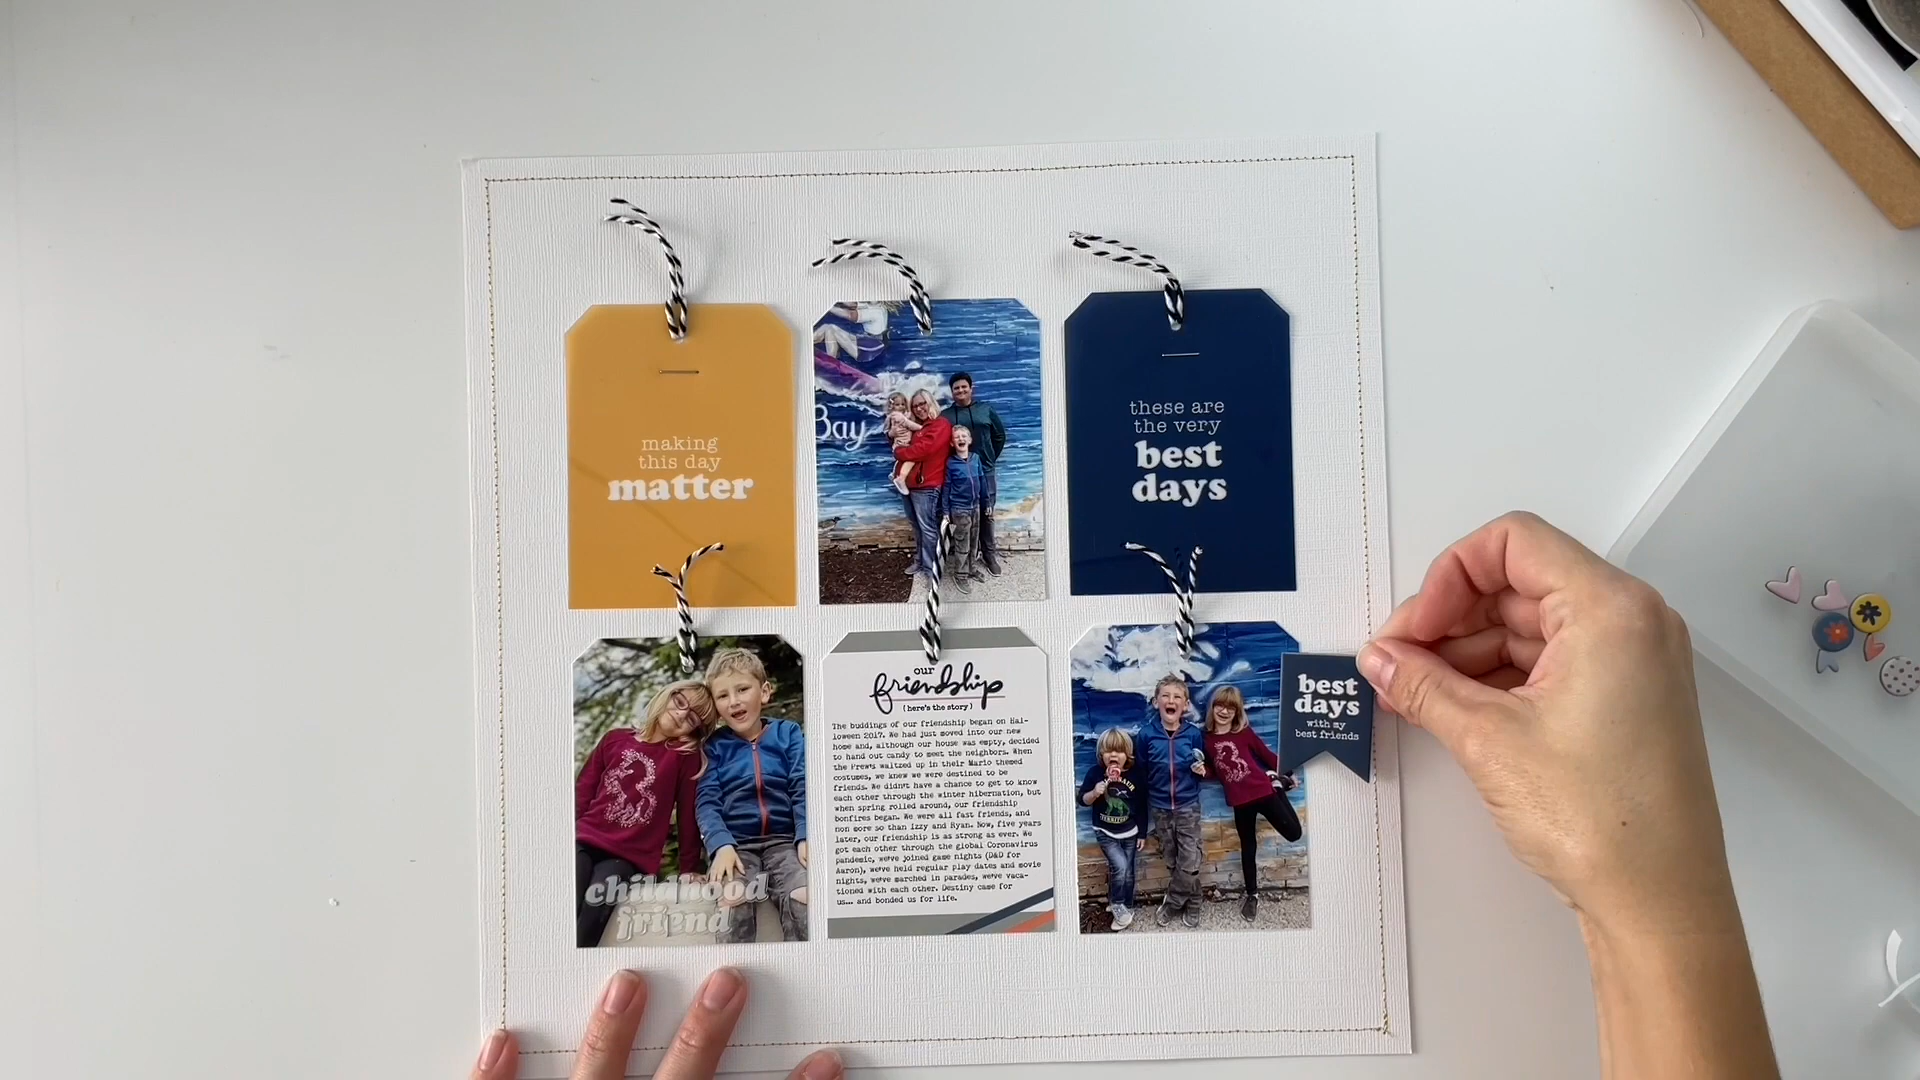 making
this day
matter
Bay
these are
the very
best
days
childhood
friend
our
friendship
(here's the story)
The buddings of our friendship began on Hal-
loween 2017. We had just moved into our new
home and, although our house was empty, decided
to hand out candy to meet the neighbors. When
the Prewts waltzed up in their Mario themed
costumes, we knew we were destined to be
friends. We didn't have a chance to get to know
each other through the winter hibernation, but
when spring rolled around, our friendship
bonfires began. We were all fast friends, and
non more so than Izzy and Ryan. Now, five years
later, our friendship is as strong as ever. We
got each other through the global Coronavirus
pandemic, we've joined game nights (D&D for
Aaron), we've held regular play dates and movie
nights, we've marched in parades, we've vaca-
tioned with each other. Destiny came for
us... and bonded us for life.
best
days
with my
best friends